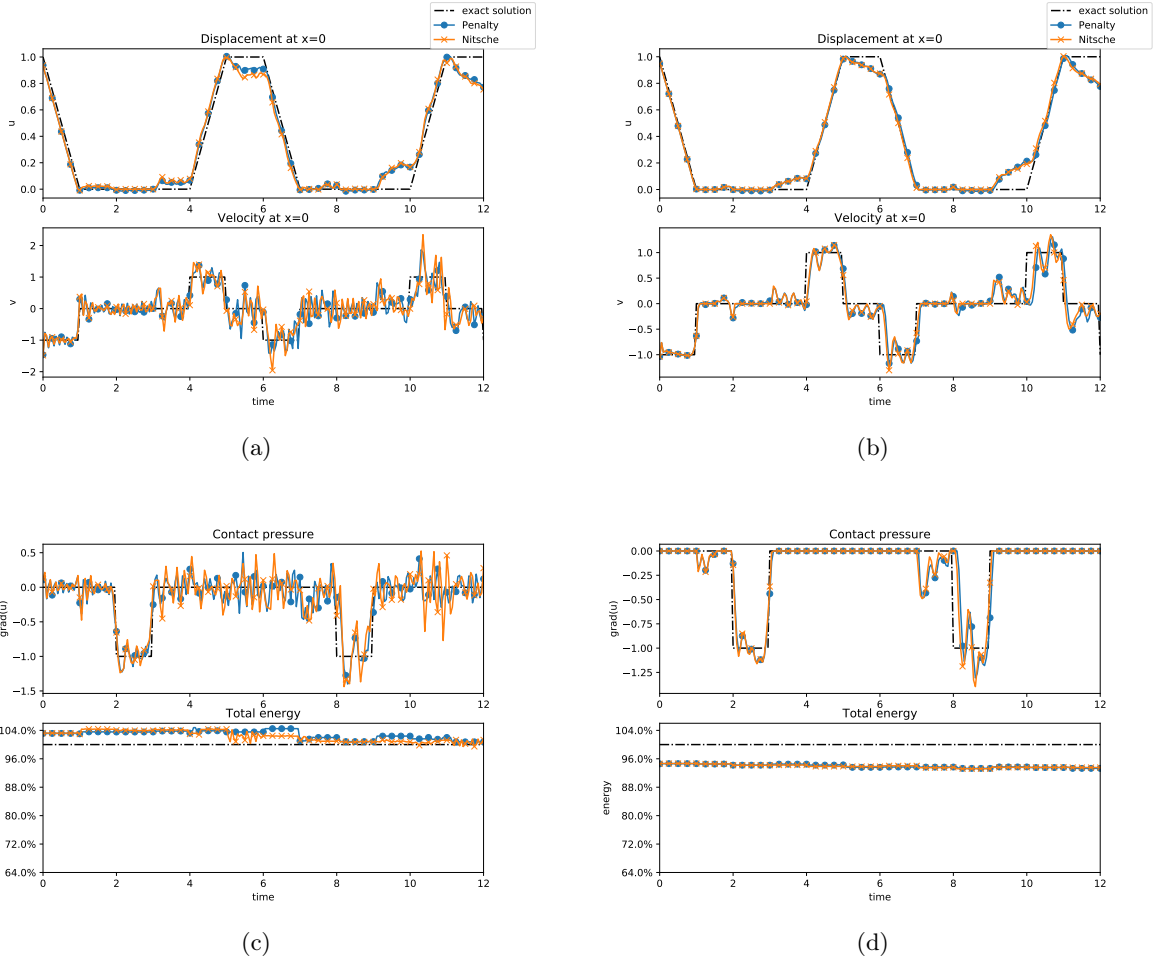 exact solution
Penalty
Nitsche
Displacement at x=0
1.0
0.8
0.6
0.4
0.2
0.0
u
0 2 4 6 8 10 12
Velocity at x=0
2
1
0
−1
−2
v
0 2 4 6 8 10 12
time
(a)
exact solution
Penalty
Nitsche
Displacement at x=0
1.0
0.8
0.6
0.4
0.2
0.0
u
0 2 4 6 8 10 12
Velocity at x=0
1.0
0.5
0.0
−0.5
−1.0
v
0 2 4 6 8 10 12
time
(b)
Contact pressure
0.5
0.0
−0.5
−1.0
−1.5
grad(u)
0 2 4 6 8 10 12
Total energy
104.0%
96.0%
88.0%
80.0%
72.0%
64.0%
0 2 4 6 8 10 12
time
(c)
Contact pressure
0.00
−0.25
−0.50
−0.75
−1.00
−1.25
grad(u)
0 2 4 6 8 10 12
Total energy
104.0%
96.0%
88.0%
80.0%
72.0%
64.0%
energy
0 2 4 6 8 10 12
time
(d)